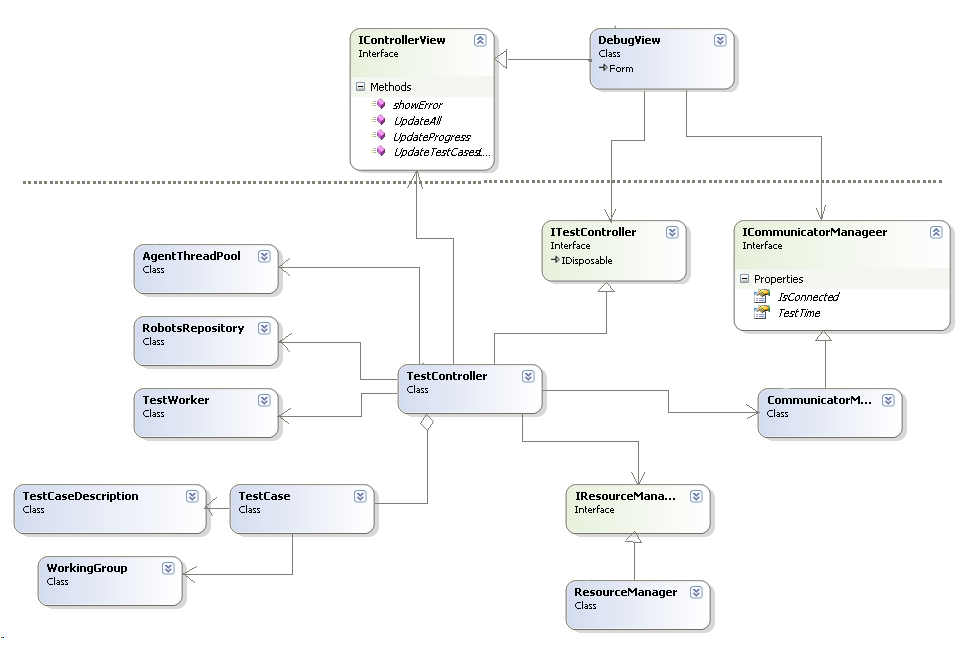 IControllerView
Interface
Methods
showError
UpdateAll
UpdateProgress
UpdateTestCasesL...
DebugView
Class
Form
ITestController
Interface
IDisposable
ICommunicatorManageer
Interface
Properties
IsConnected
TestTime
AgentThreadPool
Class
RobotsRepository
Class
TestWorker
Class
TestController
Class
CommunicatorM...
Class
TestCaseDescription
Class
TestCase
Class
IResourceMana...
Interface
WorkingGroup
Class
ResourceManager
Class